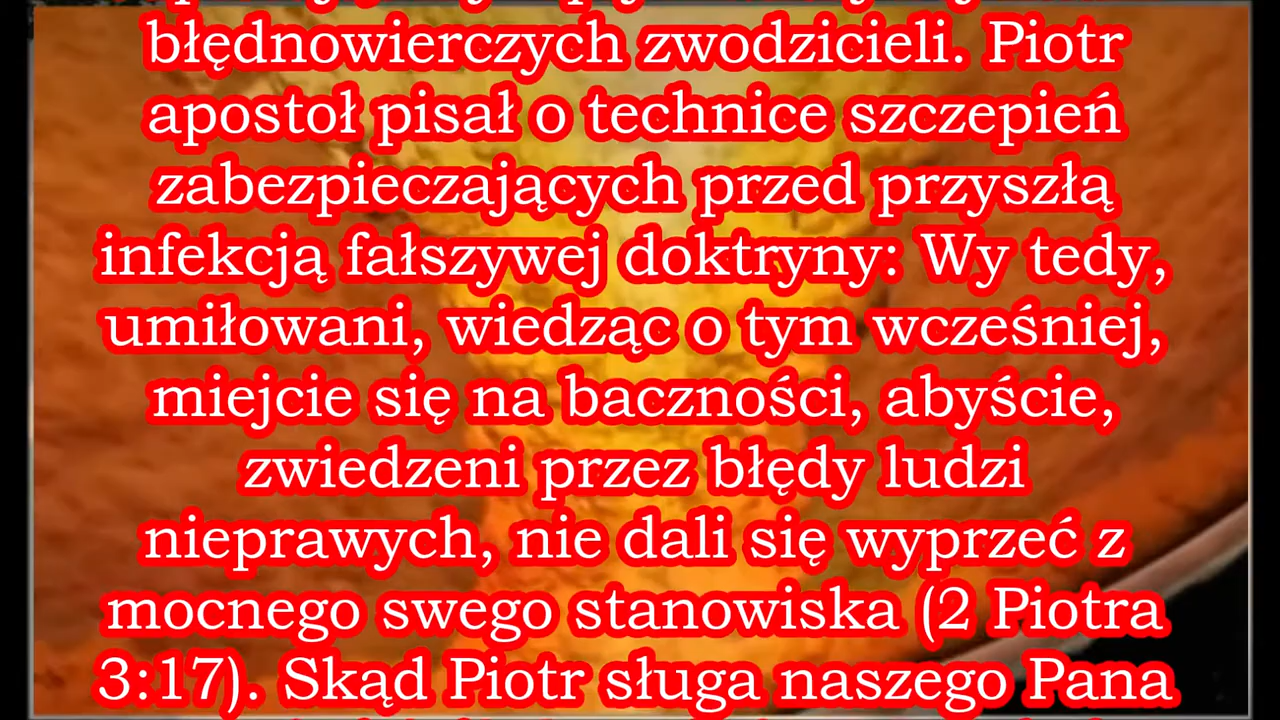 błędnowierczych zwodzicieli. Piotr
apostoł pisał o technice szczepień
zabezpieczających przed przyszłą
infekcją fałszywej doktryny: Wy tedy,
umiłowani, wiedząc o tym wcześniej,
miejcie się na baczności, abyście,
zwiedzeni przez błędy ludzi
nieprawych, nie dali się wyprzeć z
mocnego swego stanowiska (2 Piotra
3:17). Skąd Piotr sługa naszego Pana